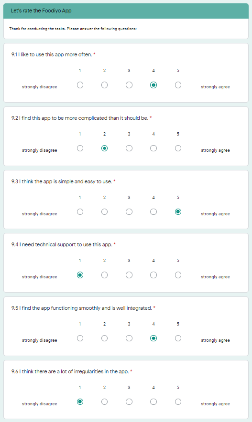 Let's rate the Foodivo App
Thank for conducting the tasks. Please answer the following questions:
9.1 I like to use this app more often. *
1 2 3 4 5
strongly disagree strongly agree
9.2 I find this app to be more complicated than it should be. *
1 2 3 4 5
strongly disagree strongly agree
9.3 I think the app is simple and easy to use. *
1 2 3 4 5
strongly disagree strongly agree
9.4 I need technical support to use this app. *
1 2 3 4 5
strongly disagree strongly agree
9.5 I find the app functioning smoothly and is well integrated. *
1 2 3 4 5
strongly disagree strongly agree
9.6 I think there are a lot of irregularities in the app. *
1 2 3 4 5
strongly disagree strongly agree